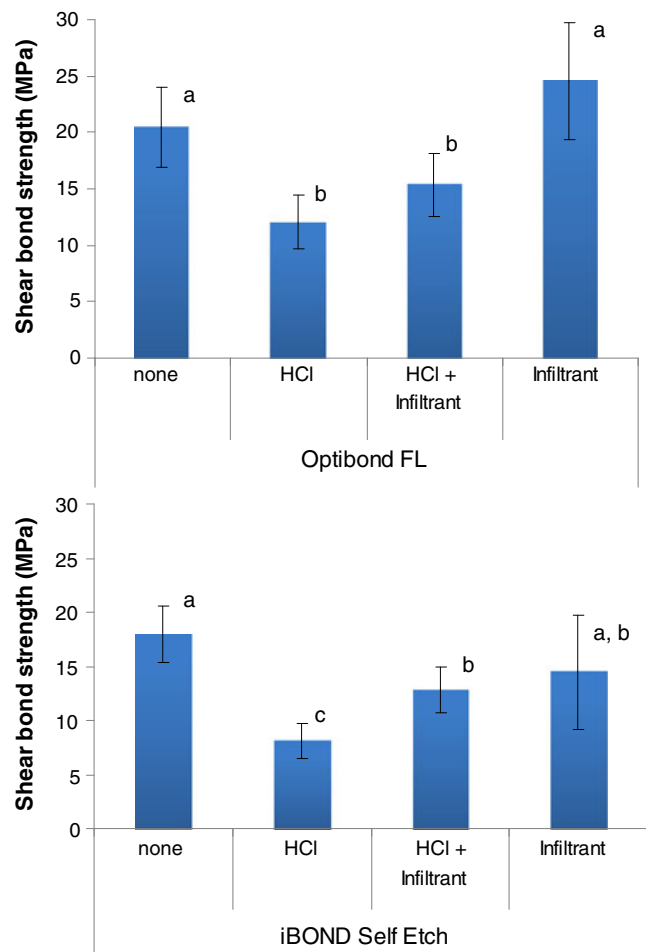 Shear bond strength (MPa)
30
25
20
15
10
5
0
a
b
b
a
none
HCl
HCl +
Infiltrant
Infiltrant
Optibond FL
Shear bond strength (MPa)
30
25
20
15
10
5
0
a
c
b
a, b
none
HCl
HCl +
Infiltrant
Infiltrant
iBOND Self Etch